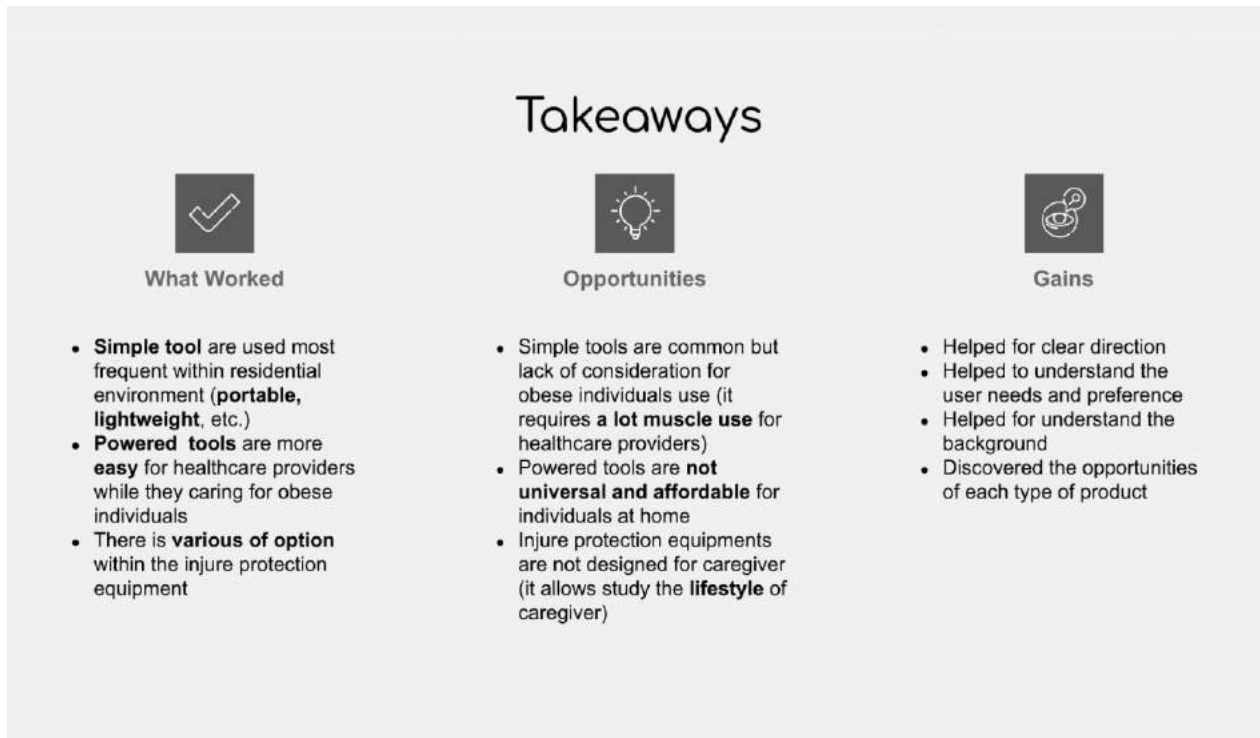 Takeaways
What Worked
• Simple tool are used most
frequent within residential
environment (portable,
lightweight, etc.)
• Powered tools are more
easy for healthcare providers
while they caring for obese
individuals
• There is various of option
within the injure protection
equipment
Opportunities
• Simple tools are common but
lack of consideration for
obese individuals use (it
requires a lot muscle use for
healthcare providers)
• Powered tools are not
universal and affordable for
individuals at home
• Injure protection equipments
are not designed for caregiver
(it allows study the lifestyle of
caregiver)
Gains
• Helped for clear direction
• Helped to understand the
user needs and preference
• Helped for understand the
background
• Discovered the opportunities
of each type of product